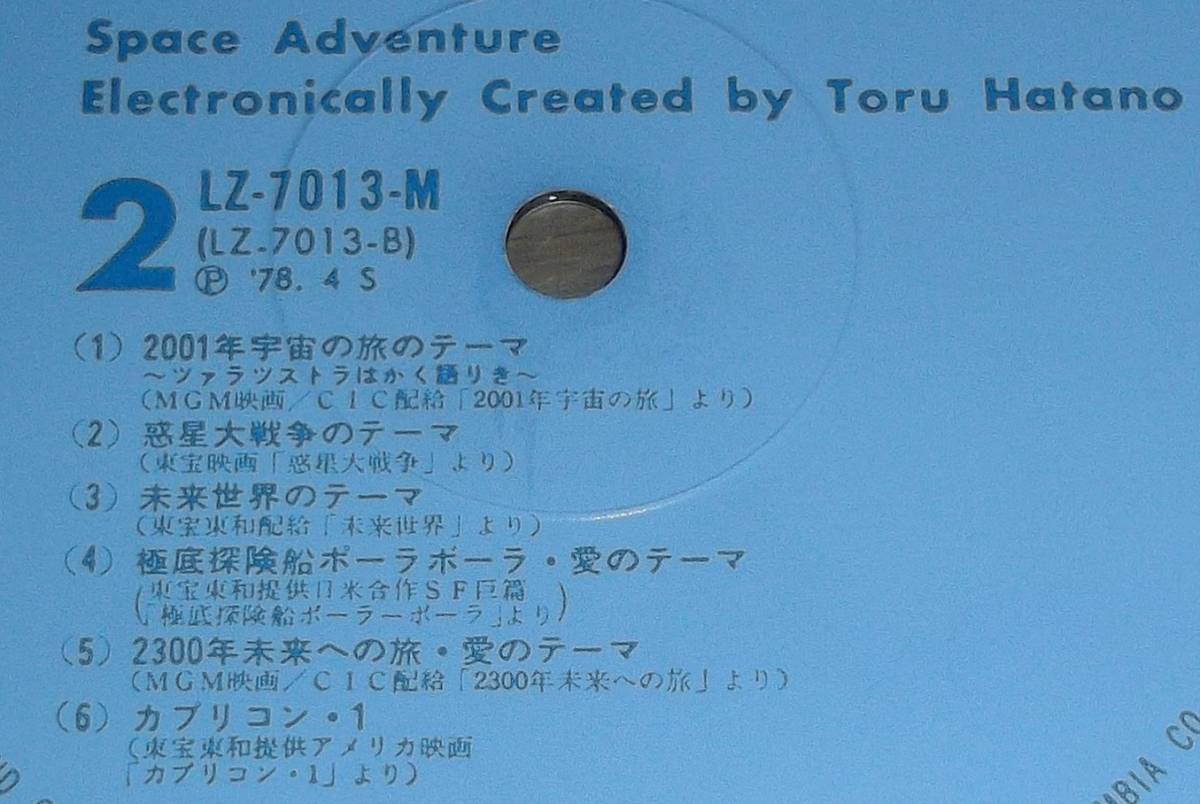 Space Adventure
Electronically Created by Toru Hatano
2
LZ-7013-M
(LZ-7013-B)
Ⓟ '78. 4 S
(1) 2001年宇宙の旅のテーマ
～ツァラツストラはかく語りき～
(MGM映画／CIC配給「2001年宇宙の旅」より)
(2) 惑星大戦争のテーマ
(東宝映画「惑星大戦争」より)
(3) 未来世界のテーマ
(東宝東和配給「未来世界」より)
(4) 極底探険船ポーラボーラ・愛のテーマ
(東宝東和提供日米合作SF巨篇
「極底探険船ポーラーボーラ」より)
(5) 2300年未来への旅・愛のテーマ
(MGM映画／CIC配給「2300年未来への旅」より)
(6) カプリコン・1
(東宝東和提供アメリカ映画
「カプリコン・1」より)
MBIA CO